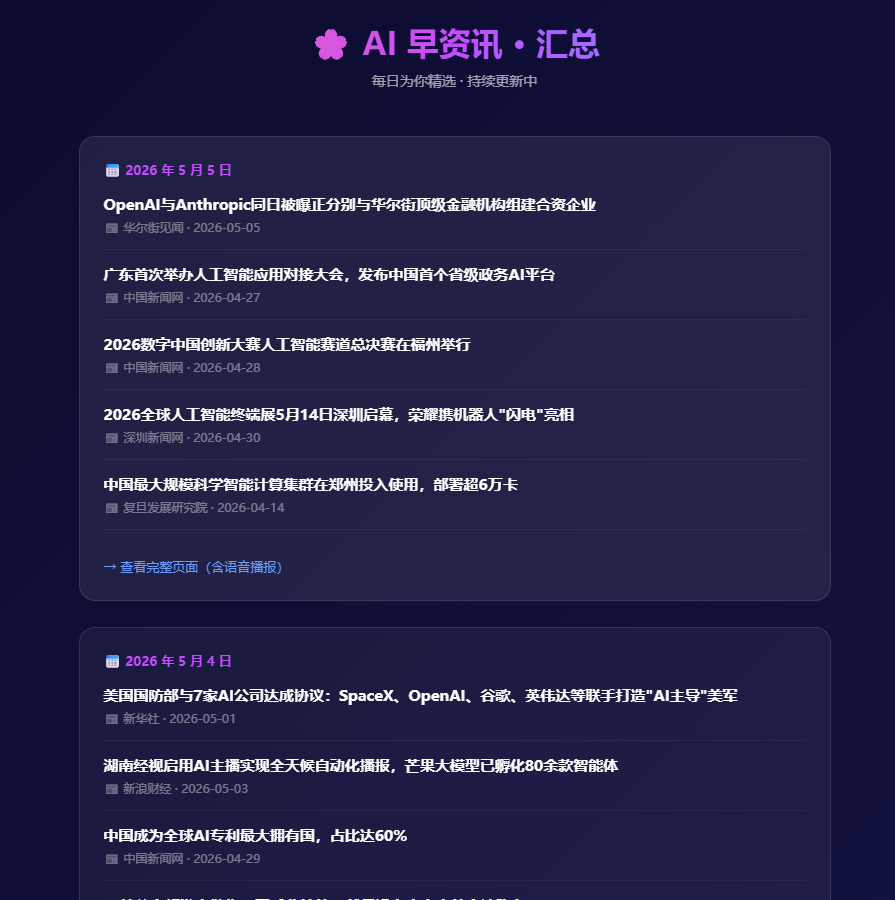 AI 早资讯 · 汇总
每日为你精选 · 持续更新中
2026 年 5 月 5 日
OpenAI与Anthropic同日被曝正分别与华尔街顶级金融机构组建合资企业
华尔街见闻 · 2026-05-05
广东首次举办人工智能应用对接大会，发布中国首个省级政务AI平台
中国新闻网 · 2026-04-27
2026数字中国创新大赛人工智能赛道总决赛在福州举行
中国新闻网 · 2026-04-28
2026全球人工智能终端展5月14日深圳启幕，荣耀携机器人"闪电"亮相
深圳新闻网 · 2026-04-30
中国最大规模科学智能计算集群在郑州投入使用，部署超6万卡
复旦发展研究院 · 2026-04-14
→ 查看完整页面（含语音播报）
2026 年 5 月 4 日
美国国防部与7家AI公司达成协议：SpaceX、OpenAI、谷歌、英伟达等联手打造"AI主导"美军
新华社 · 2026-05-01
湖南经视启用AI主播实现全天候自动化播报，芒果大模型已孵化80余款智能体
新浪财经 · 2026-05-03
中国成为全球AI专利最大拥有国，占比达60%
中国新闻网 · 2026-04-29